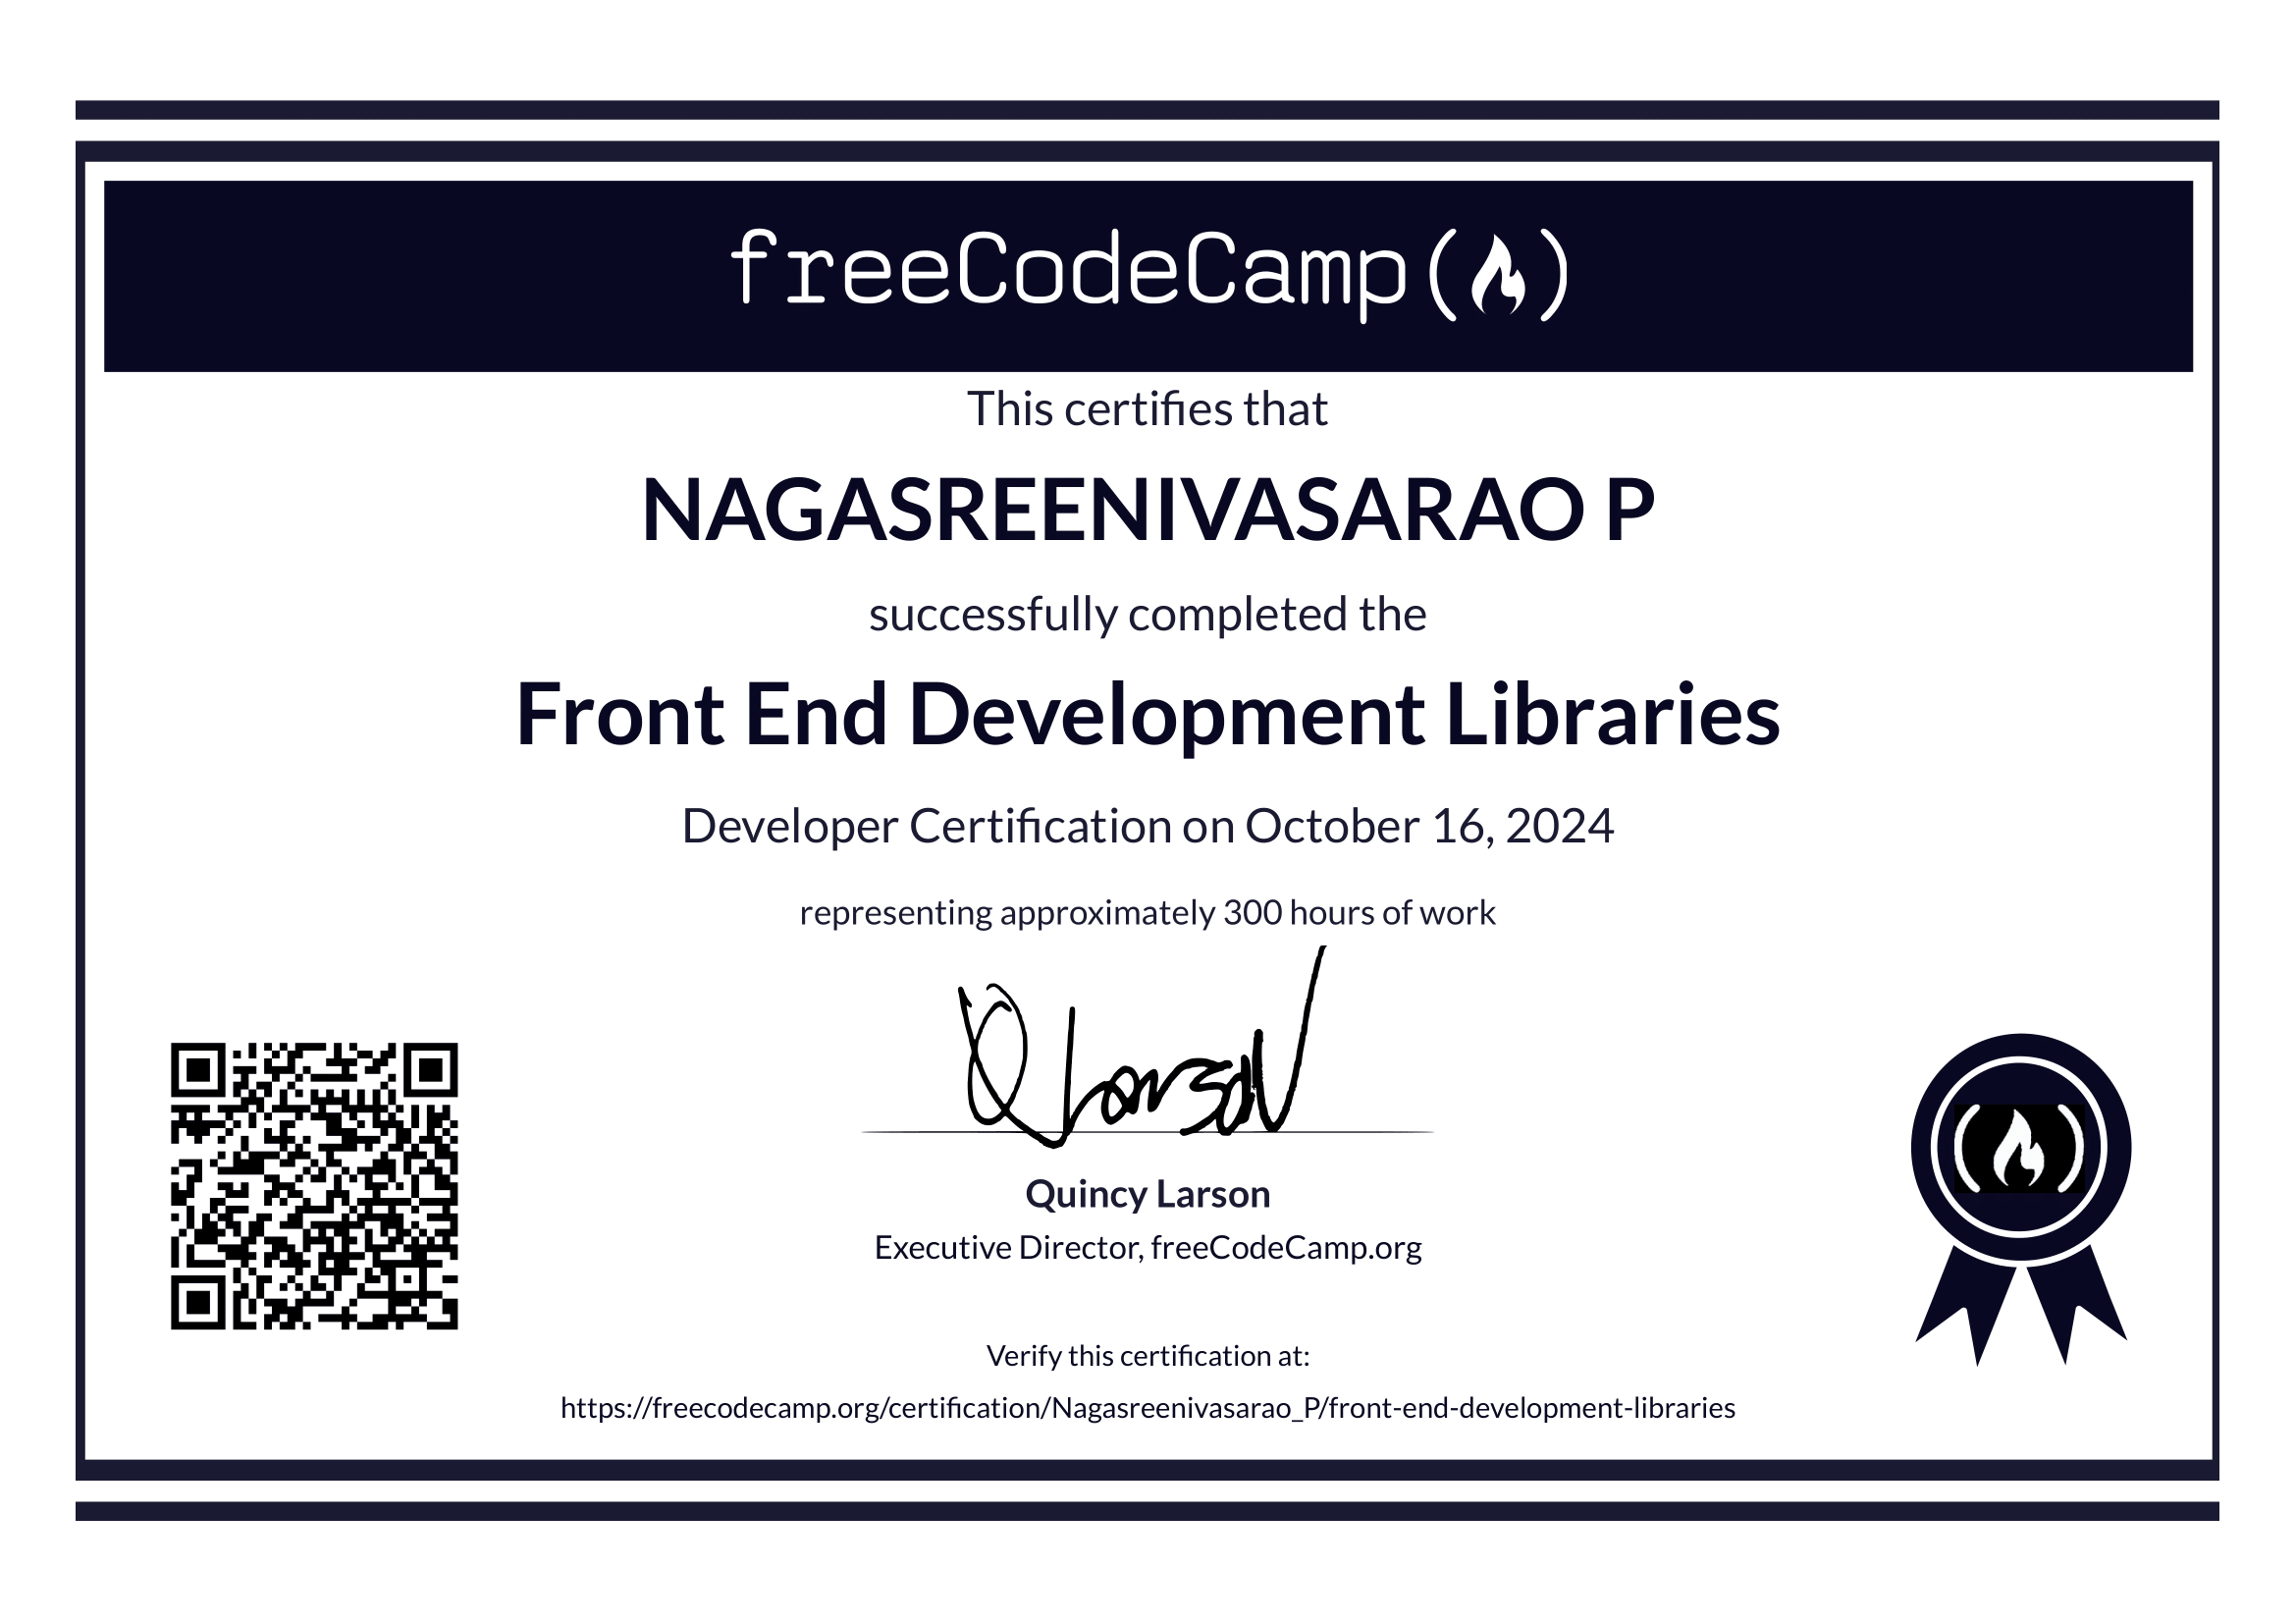 freeCodeCamp
This certifies that
NAGASREENIVASARAO P
successfully completed the
Front End Development Libraries
Developer Certification on October 16, 2024
representing approximately 300 hours of work
Quincy Larson
Executive Director, freeCodeCamp.org
Verify this certification at:
https://freecodecamp.org/certification/Nagasreenivasarao_P/front-end-development-libraries